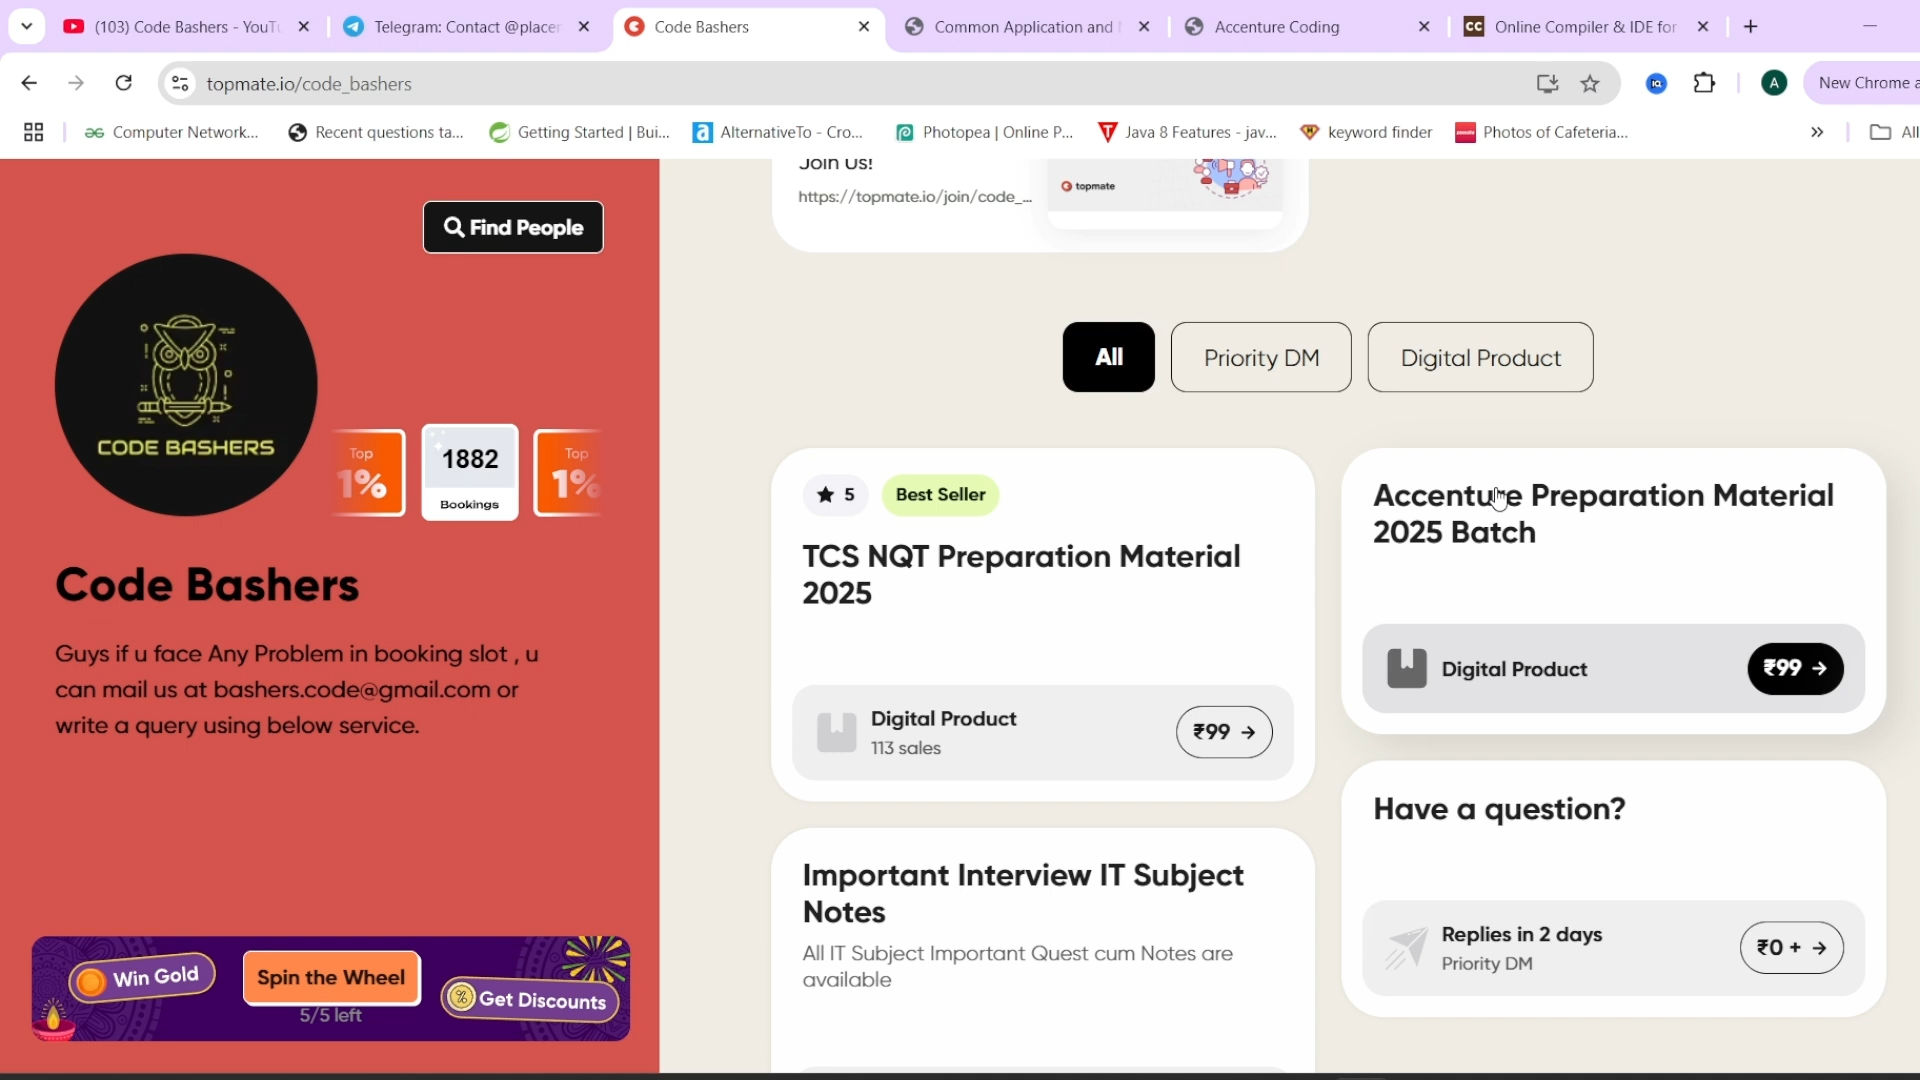 (103) Code Bashers - YouTu
Telegram: Contact @placer
Code Bashers
Common Application and
Accenture Coding
CC
Online Compiler & IDE for
topmate.io/code_bashers
A
New Chrome a
Computer Network...
Recent questions ta...
Getting Started | Bui...
AlternativeTo - Cro...
Photopea | Online P...
Java 8 Features - jav...
keyword finder
Photos of Cafeteria...
All
Find People
CODE BASHERS
Top
1%
1882
Bookings
Top
1%
Code Bashers
Guys if u face Any Problem in booking slot , u
can mail us at bashers.code@gmail.com or
write a query using below service.
Win Gold
Spin the Wheel
5/5 left
Get Discounts
Join Us!
https://topmate.io/join/code_...
topmate
All
Priority DM
Digital Product
5
Best Seller
TCS NQT Preparation Material
2025
Digital Product
113 sales
₹99 →
Accenture Preparation Material
2025 Batch
Digital Product
₹99 →
Important Interview IT Subject
Notes
All IT Subject Important Quest cum Notes are
available
Have a question?
Replies in 2 days
Priority DM
₹0 + →